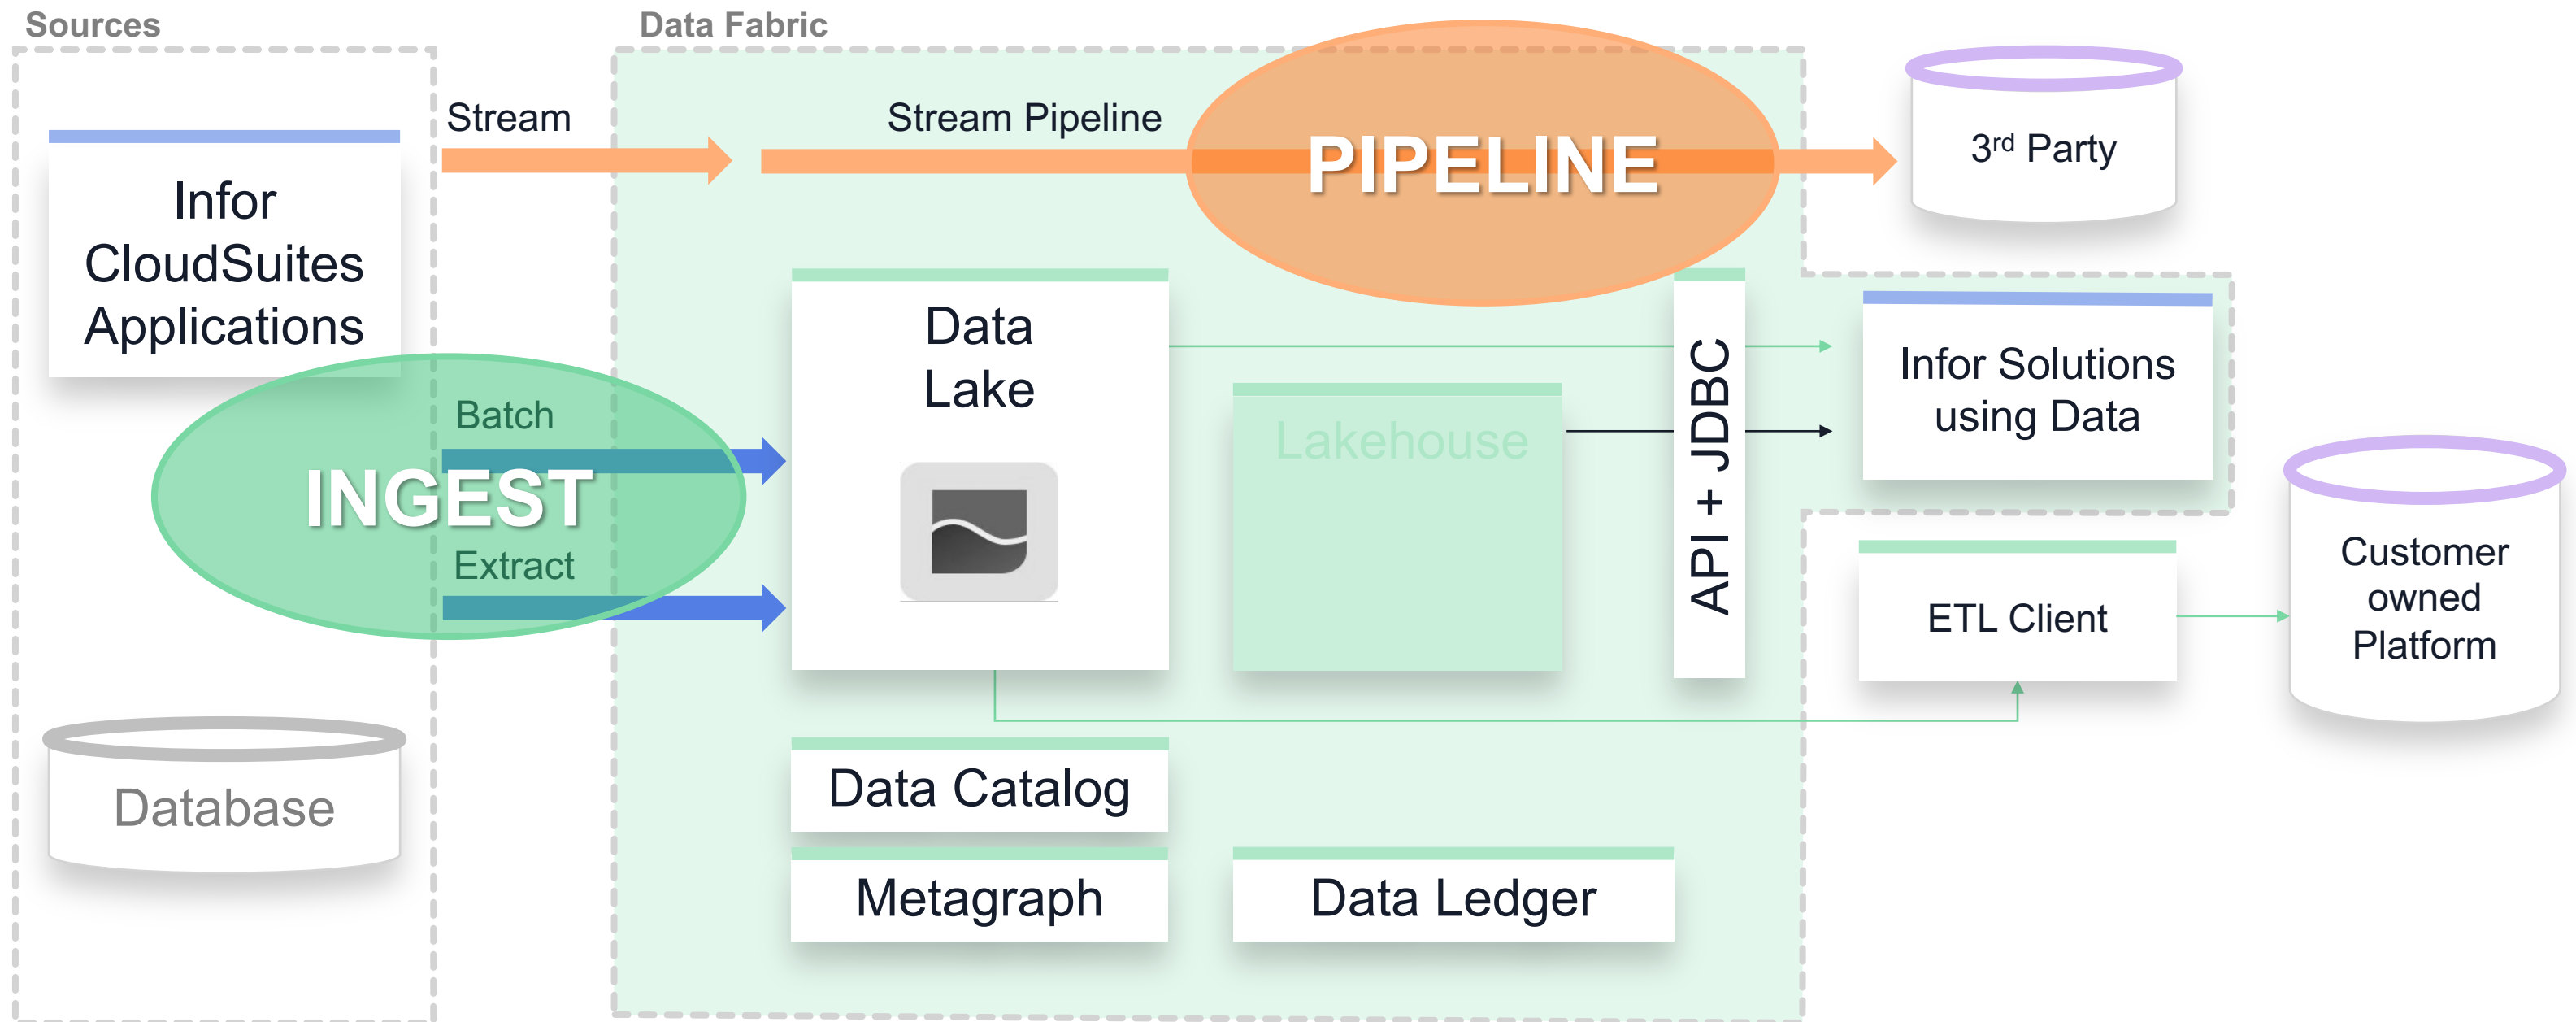 Sources
Data Fabric
Stream
Stream Pipeline
PIPELINE
3rd Party
Infor
CloudSuites
Applications
Data
Lake
Lakehouse
API + JDBC
Infor Solutions
using Data
Batch
INGEST
Extract
ETL Client
Customer
owned
Platform
Database
Data Catalog
Metagraph
Data Ledger